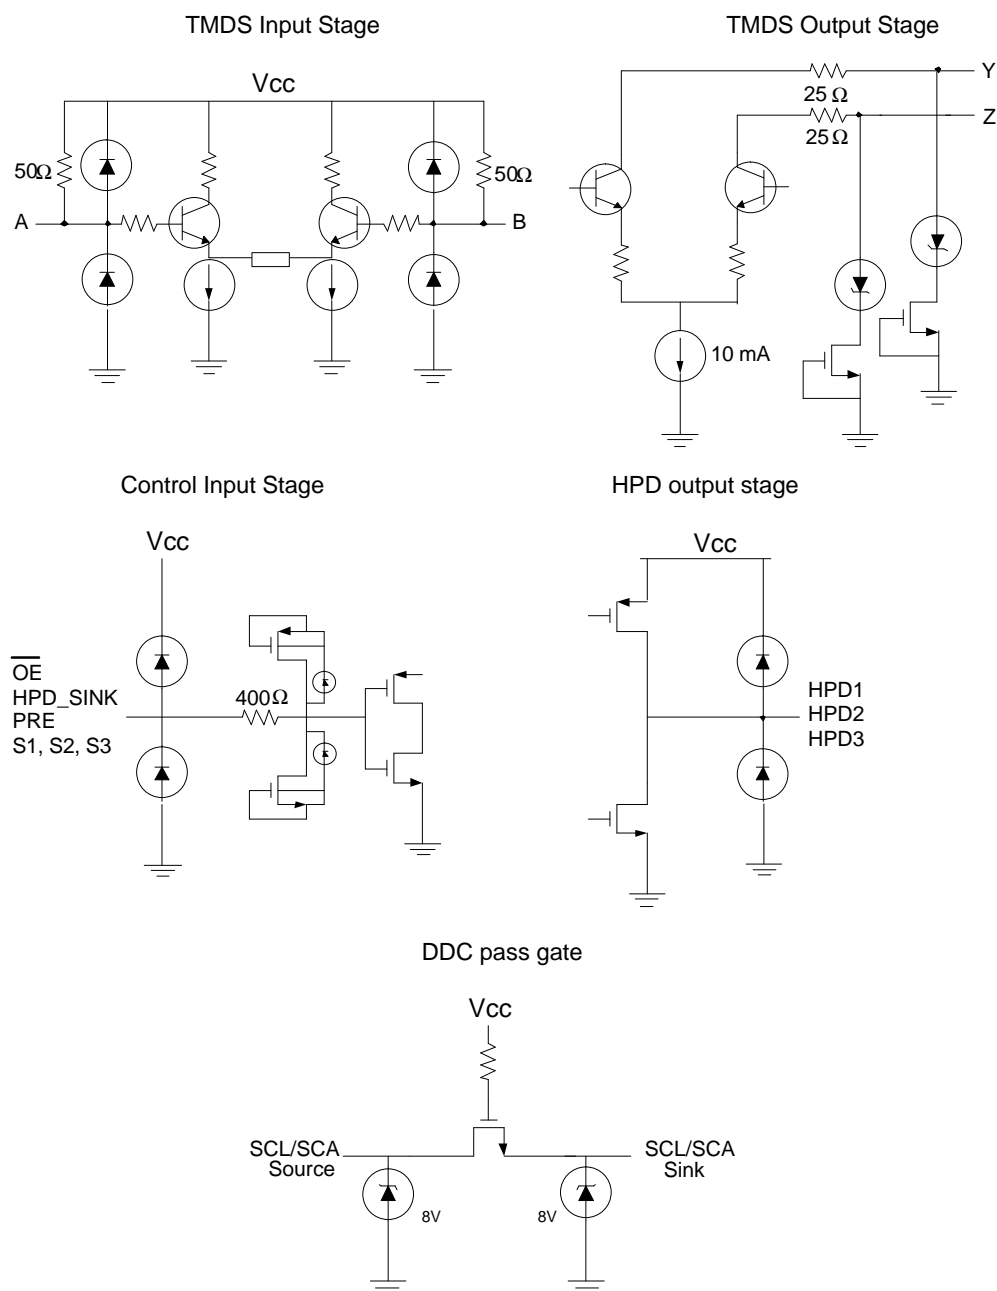 TMDS Input Stage
TMDS Output Stage
Vcc
50Ω
50Ω
A
B
25 Ω
Y
25 Ω
Z
10 mA
Control Input Stage
HPD output stage
Vcc
OE
HPD_SINK
PRE
S1, S2, S3
400Ω
Vcc
HPD1
HPD2
HPD3
DDC pass gate
Vcc
SCL/SCA
Source
SCL/SCA
Sink
8V
8V